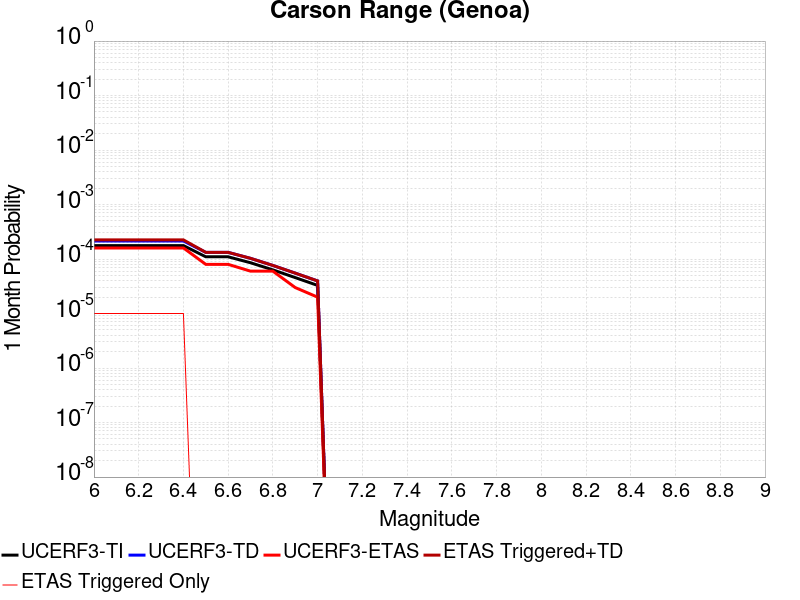 Carson Range (Genoa)
10^0
10^-1
10^-2
10^-3
10^-4
10^-5
10^-6
10^-7
10^-8
1 Month Probability
6 6.2 6.4 6.6 6.8 7 7.2 7.4 7.6 7.8 8 8.2 8.4 8.6 8.8 9
Magnitude
UCERF3-TI UCERF3-TD UCERF3-ETAS ETAS Triggered+TD
ETAS Triggered Only